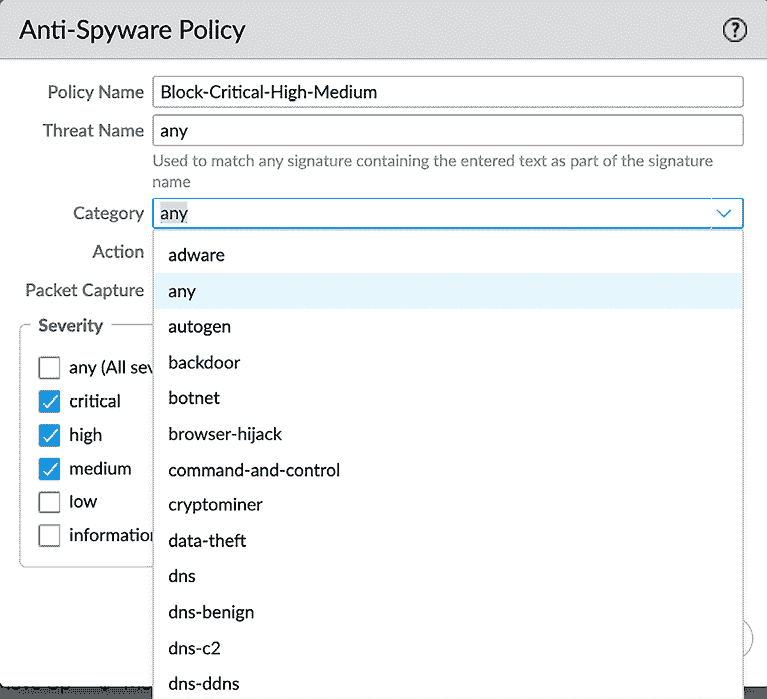 Anti-Spyware Policy
?
Policy Name Block-Critical-High-Medium
Threat Name any
Used to match any signature containing the entered text as part of the signature
name
Category any
Action
adware
Packet Capture
any
Severity
autogen
any (All
backdoor
critical
botnet
high
browser-hijack
medium
command-and-control
low
cryptominer
data-theft
dns
dns-benign
dns-c2
dns-ddns